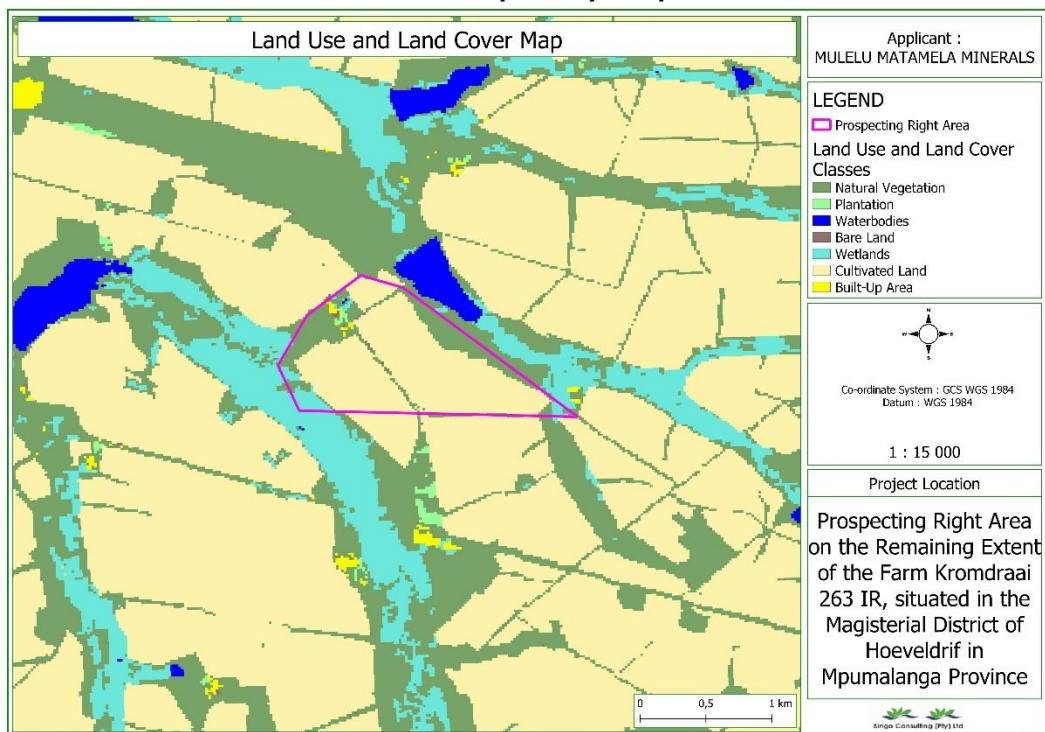 Land Use and Land Cover Map
Applicant :
MULELU MATAMELA MINERALS
LEGEND
Prospecting Right Area
Land Use and Land Cover
Classes
Natural Vegetation
Plantation
Waterbodies
Bare Land
Wetlands
Cultivated Land
Built-Up Area
N
W
E
S
Co-ordinate System : GCS WGS 1984
Datum : WGS 1984
1 : 15 000
Project Location
Prospecting Right Area
on the Remaining Extent
of the Farm Kromdraai
263 IR, situated in the
Magisterial District of
Hoeveldrif in
Mpumalanga Province
0 0,5 1 km
Singo Consulting (Pty) Ltd